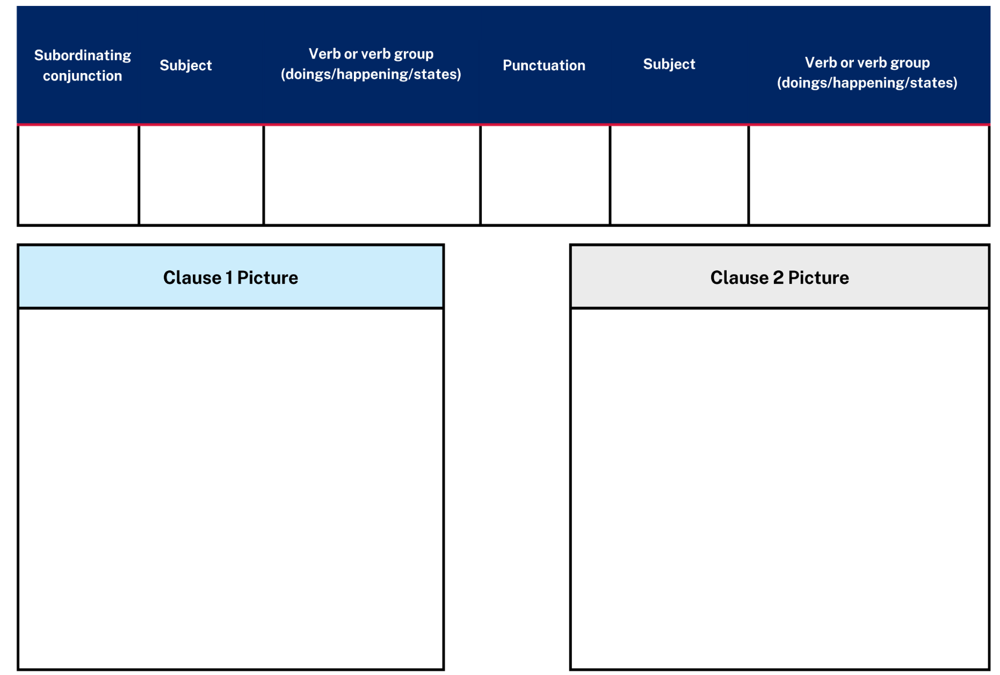 Subordinating
conjunction
Subject
Verb or verb group
(doings/happening/states)
Punctuation
Subject
Verb or verb group
(doings/happening/states)
Clause 1 Picture
Clause 2 Picture